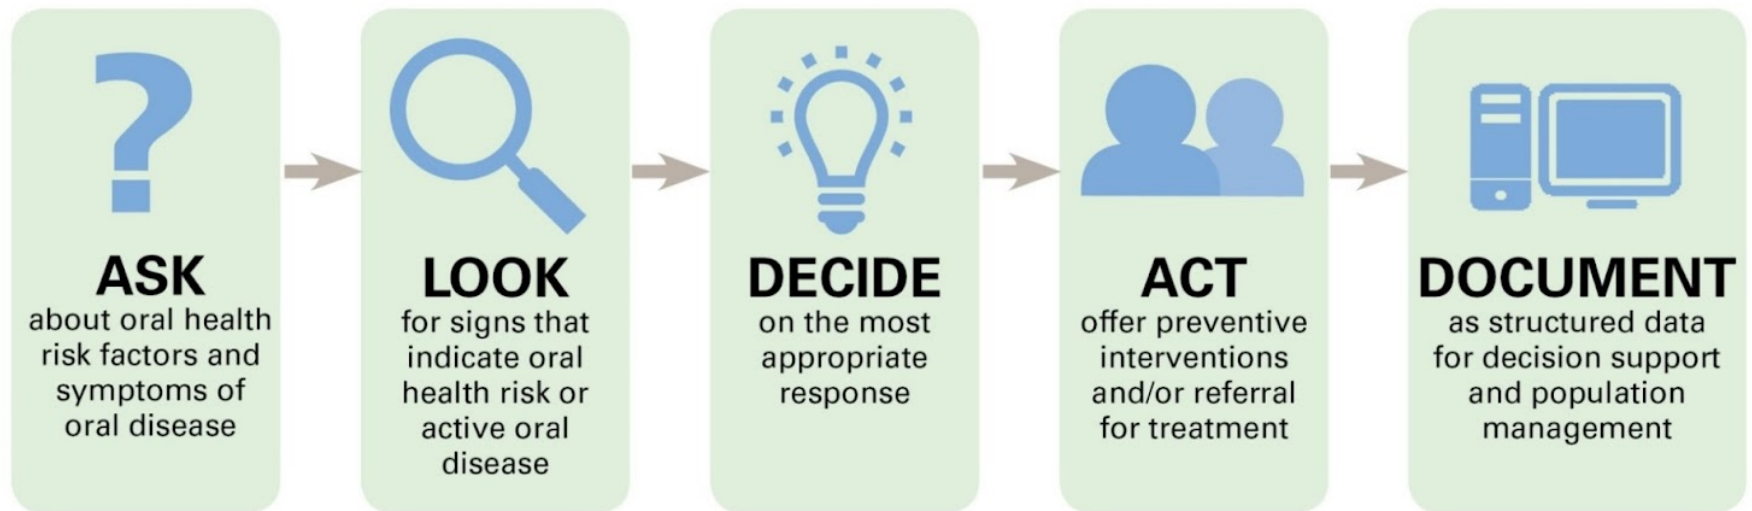 ASK
about oral health
risk factors and
symptoms of
oral disease
LOOK
for signs that
indicate oral
health risk or
active oral
disease
DECIDE
on the most
appropriate
response
ACT
offer preventive
interventions
and/or referral
for treatment
DOCUMENT
as structured data
for decision support
and population
management